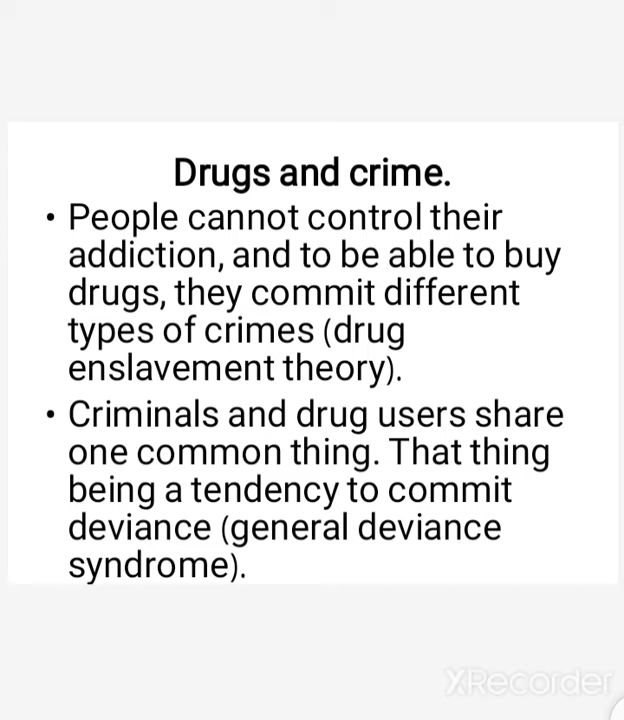 Drugs and crime.
• People cannot control their
addiction, and to be able to buy
drugs, they commit different
types of crimes (drug
enslavement theory).
• Criminals and drug users share
one common thing. That thing
being a tendency to commit
deviance (general deviance
syndrome).
XRecorder